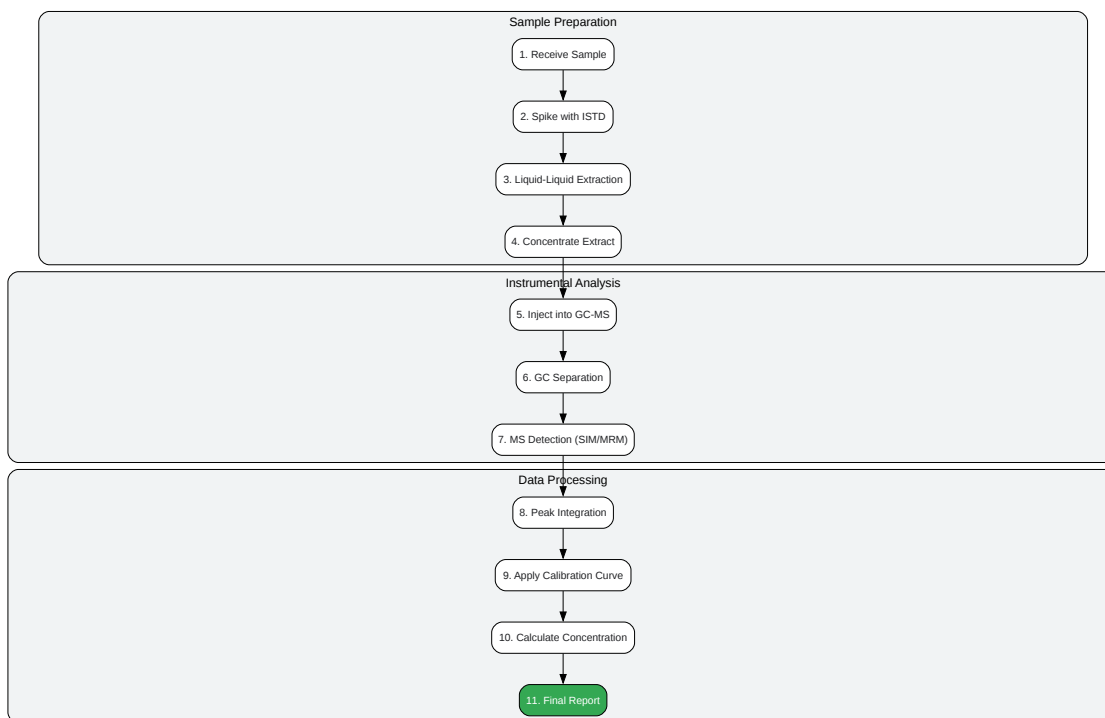 Sample Preparation
1. Receive Sample
2. Spike with ISTD
3. Liquid-Liquid Extraction
4. Concentrate Extract
Instrumental Analysis
5. Inject into GC-MS
6. GC Separation
7. MS Detection (SIM/MRM)
Data Processing
8. Peak Integration
9. Apply Calibration Curve
10. Calculate Concentration
11. Final Report